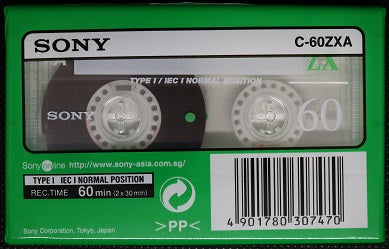 SONY C-60ZXA
ZX
TYPE I / IEC I NORMAL POSITION
SONY
60
Sony online http://www.sony-asia.com.sg/
TYPE I IEC I NORMAL POSITION
REC.TIME 60 min (2 x 30 min)
>PP<
Sony Corporation, Tokyo, Japan
4 901780 307470